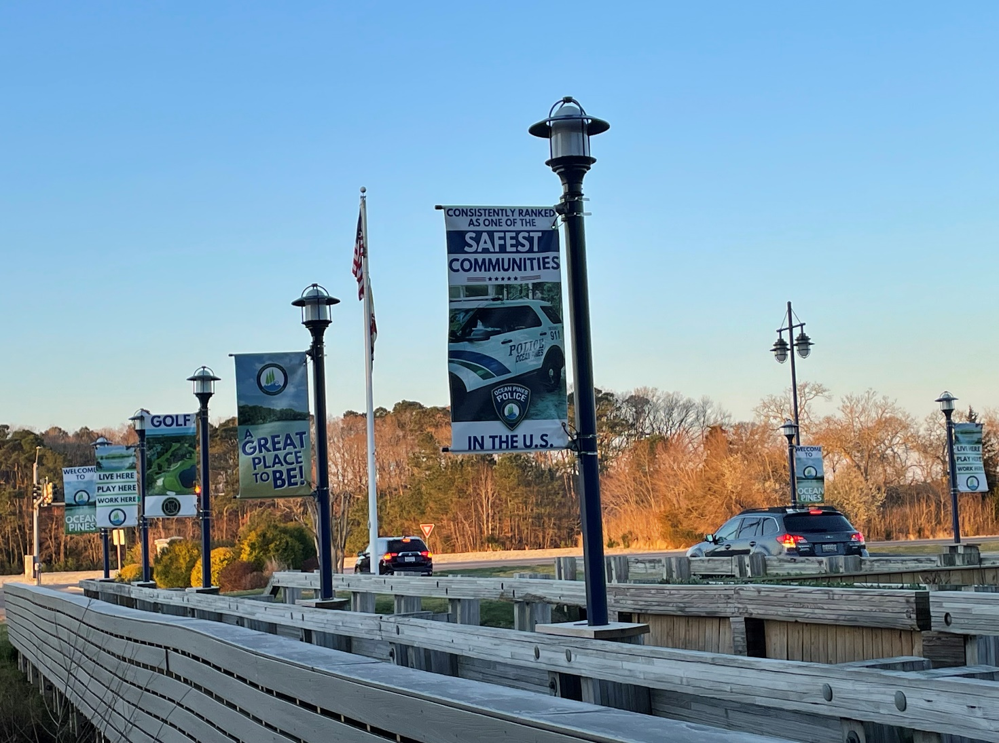 WELCOME
TO
OCEAN
PINES
LIVE HERE
PLAY HERE
WORK HERE
GOLF
A
GREAT
PLACE
TO BE!
CONSISTENTLY RANKED
AS ONE OF THE
SAFEST
COMMUNITIES
911
POLICE
OCEAN PINES
OCEAN PINES
POLICE
IN THE U.S.
WELCOME
TO
OCEAN
PINES
LIVE HERE
PLAY HERE
WORK HERE